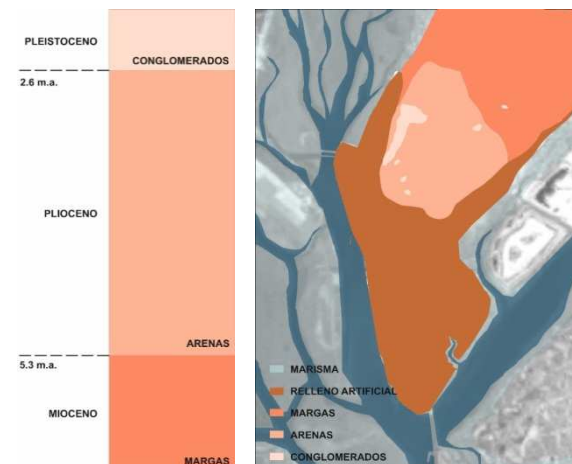 PLEISTOCENO
CONGLOMERADOS
2.6 m.a.
PLIOCENO
ARENAS
5.3 m.a.
MIOCENO
MARGAS
MARISMA
RELLENO ARTIFICIAL
MARGAS
ARENAS
CONGLOMERADOS